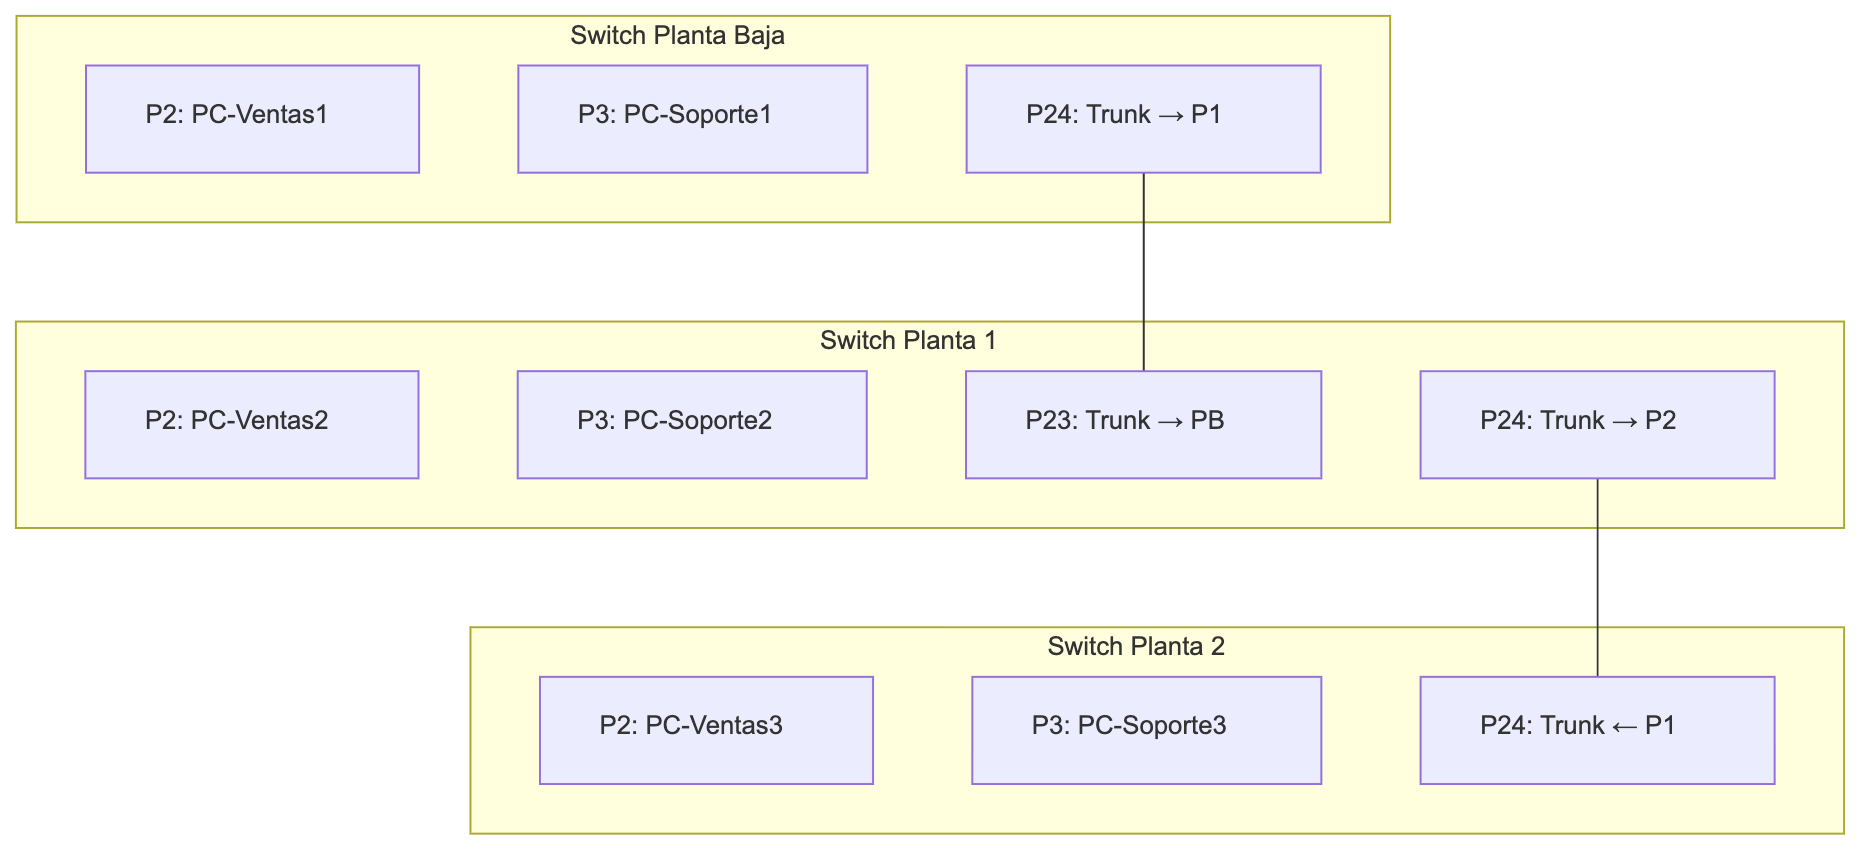 Switch Planta Baja
P2: PC-Ventas1
P3: PC-Soporte1
P24: Trunk → P1
Switch Planta 1
P2: PC-Ventas2
P3: PC-Soporte2
P23: Trunk → PB
P24: Trunk → P2
Switch Planta 2
P2: PC-Ventas3
P3: PC-Soporte3
P24: Trunk ← P1